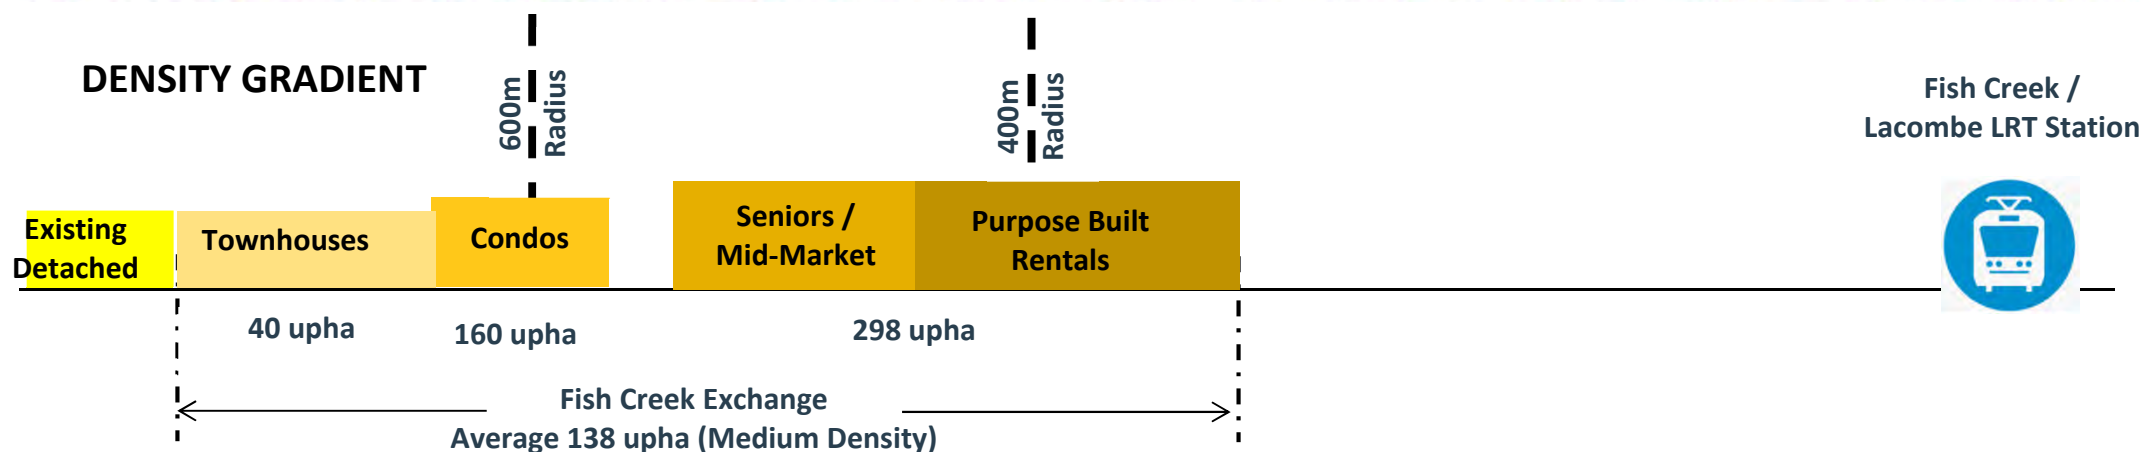 DENSITY GRADIENT
600m
Radius
400m
Radius
Fish Creek /
Lacombe LRT Station
Existing
Detached
Townhouses
Condos
Seniors /
Mid-Market
Purpose Built
Rentals
40 upha
160 upha
298 upha
Fish Creek Exchange
Average 138 upha (Medium Density)